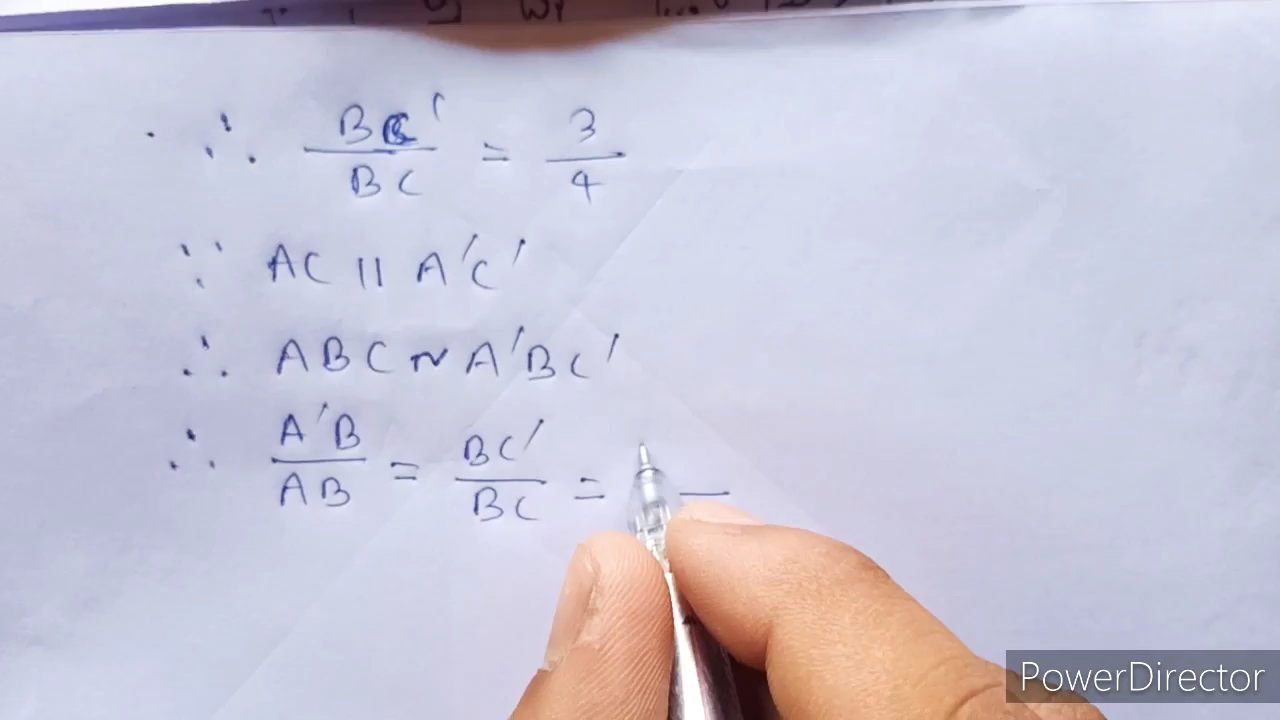 ∴ BC' / BC = 3 / 4
∵ AC || A'C'
∴ ABC ~ A'BC'
∴ A'B / AB = BC' / BC =
PowerDirector